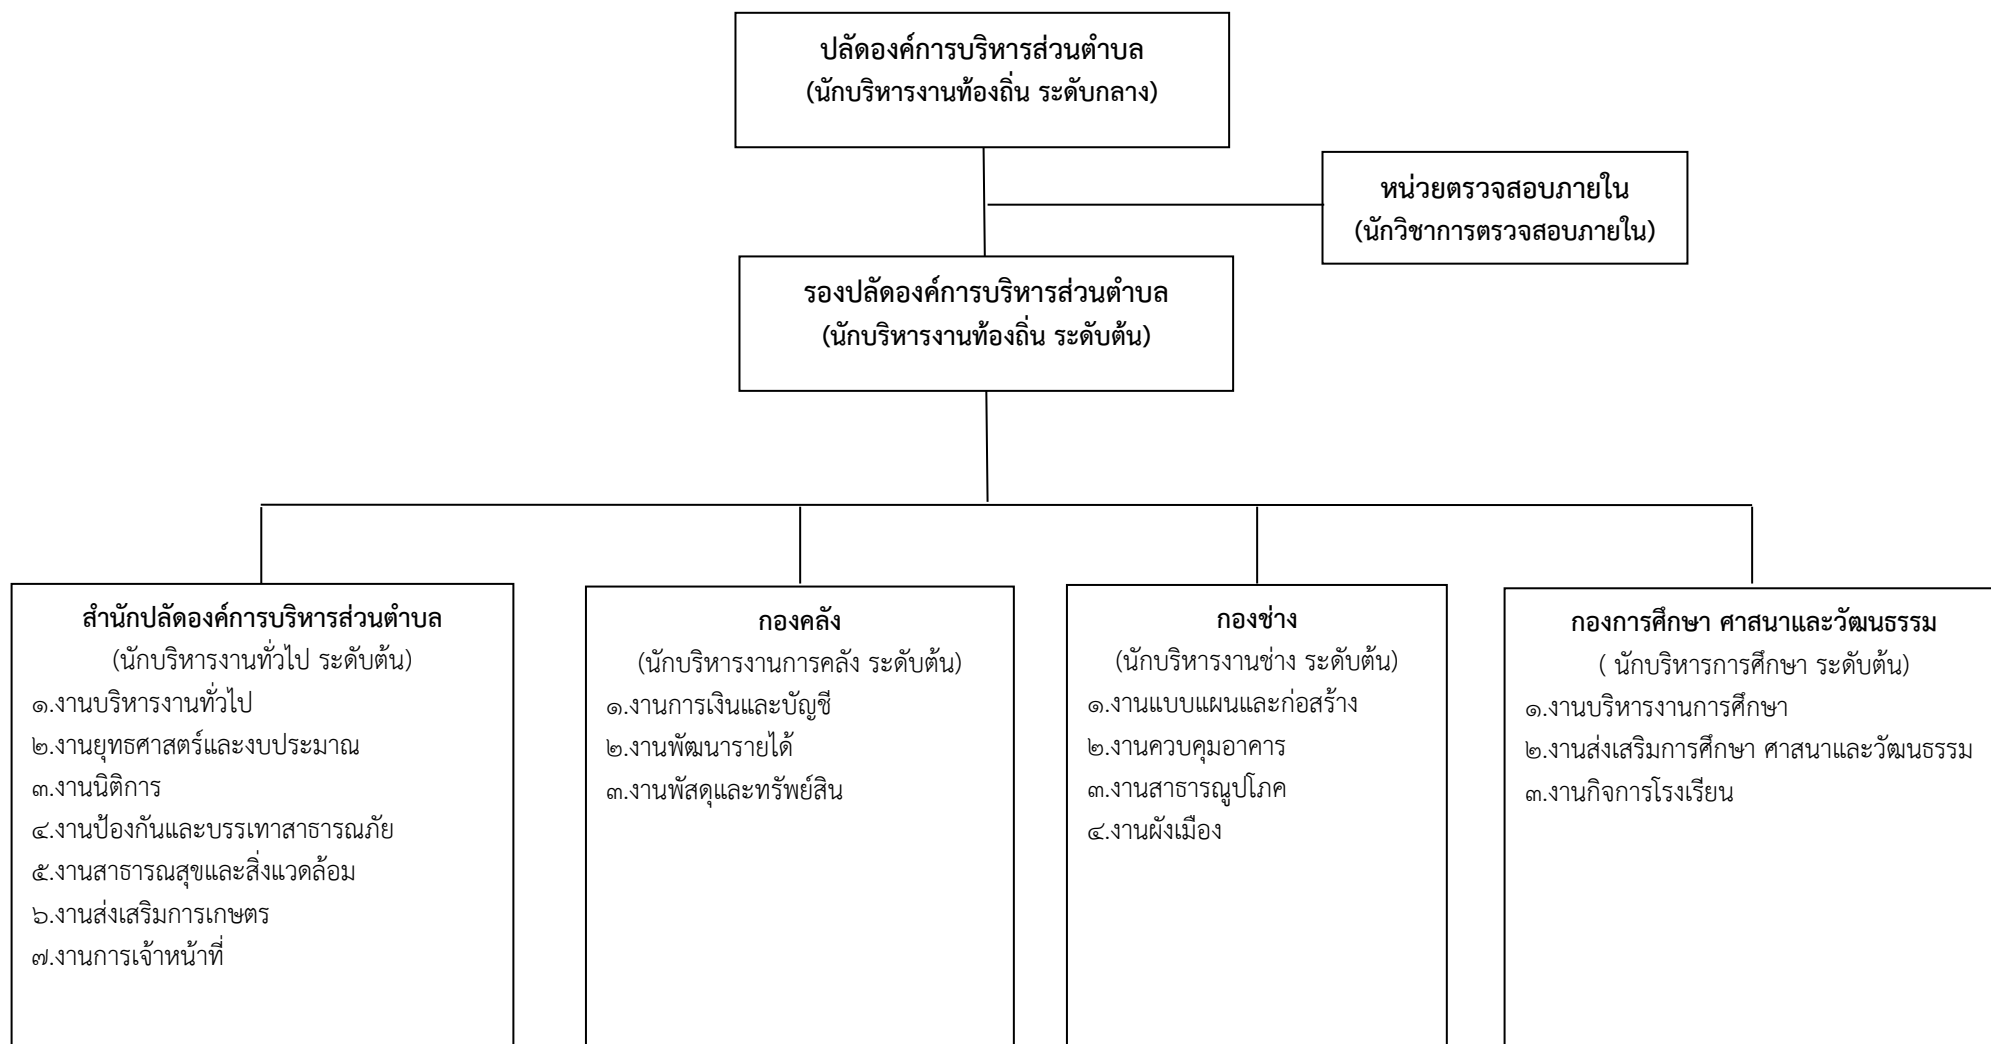 ปลัดองค์การบริหารส่วนตำบล
(นักบริหารงานท้องถิ่น ระดับกลาง)
หน่วยตรวจสอบภายใน
(นักวิชาการตรวจสอบภายใน)
รองปลัดองค์การบริหารส่วนตำบล
(นักบริหารงานท้องถิ่น ระดับต้น)
สำนักปลัดองค์การบริหารส่วนตำบล
(นักบริหารงานทั่วไป ระดับต้น)
๑.งานบริหารงานทั่วไป
๒.งานยุทธศาสตร์และงบประมาณ
๓.งานนิติการ
๔.งานป้องกันและบรรเทาสาธารณภัย
๕.งานสาธารณสุขและสิ่งแวดล้อม
๖.งานส่งเสริมการเกษตร
๗.งานการเจ้าหน้าที่
กองคลัง
(นักบริหารงานการคลัง ระดับต้น)
๑.งานการเงินและบัญชี
๒.งานพัฒนารายได้
๓.งานพัสดุและทรัพย์สิน
กองช่าง
(นักบริหารงานช่าง ระดับต้น)
๑.งานแบบแผนและก่อสร้าง
๒.งานควบคุมอาคาร
๓.งานสาธารณูปโภค
๔.งานผังเมือง
กองการศึกษา ศาสนาและวัฒนธรรม
( นักบริหารการศึกษา ระดับต้น)
๑.งานบริหารงานการศึกษา
๒.งานส่งเสริมการศึกษา ศาสนาและวัฒนธรรม
๓.งานกิจการโรงเรียน